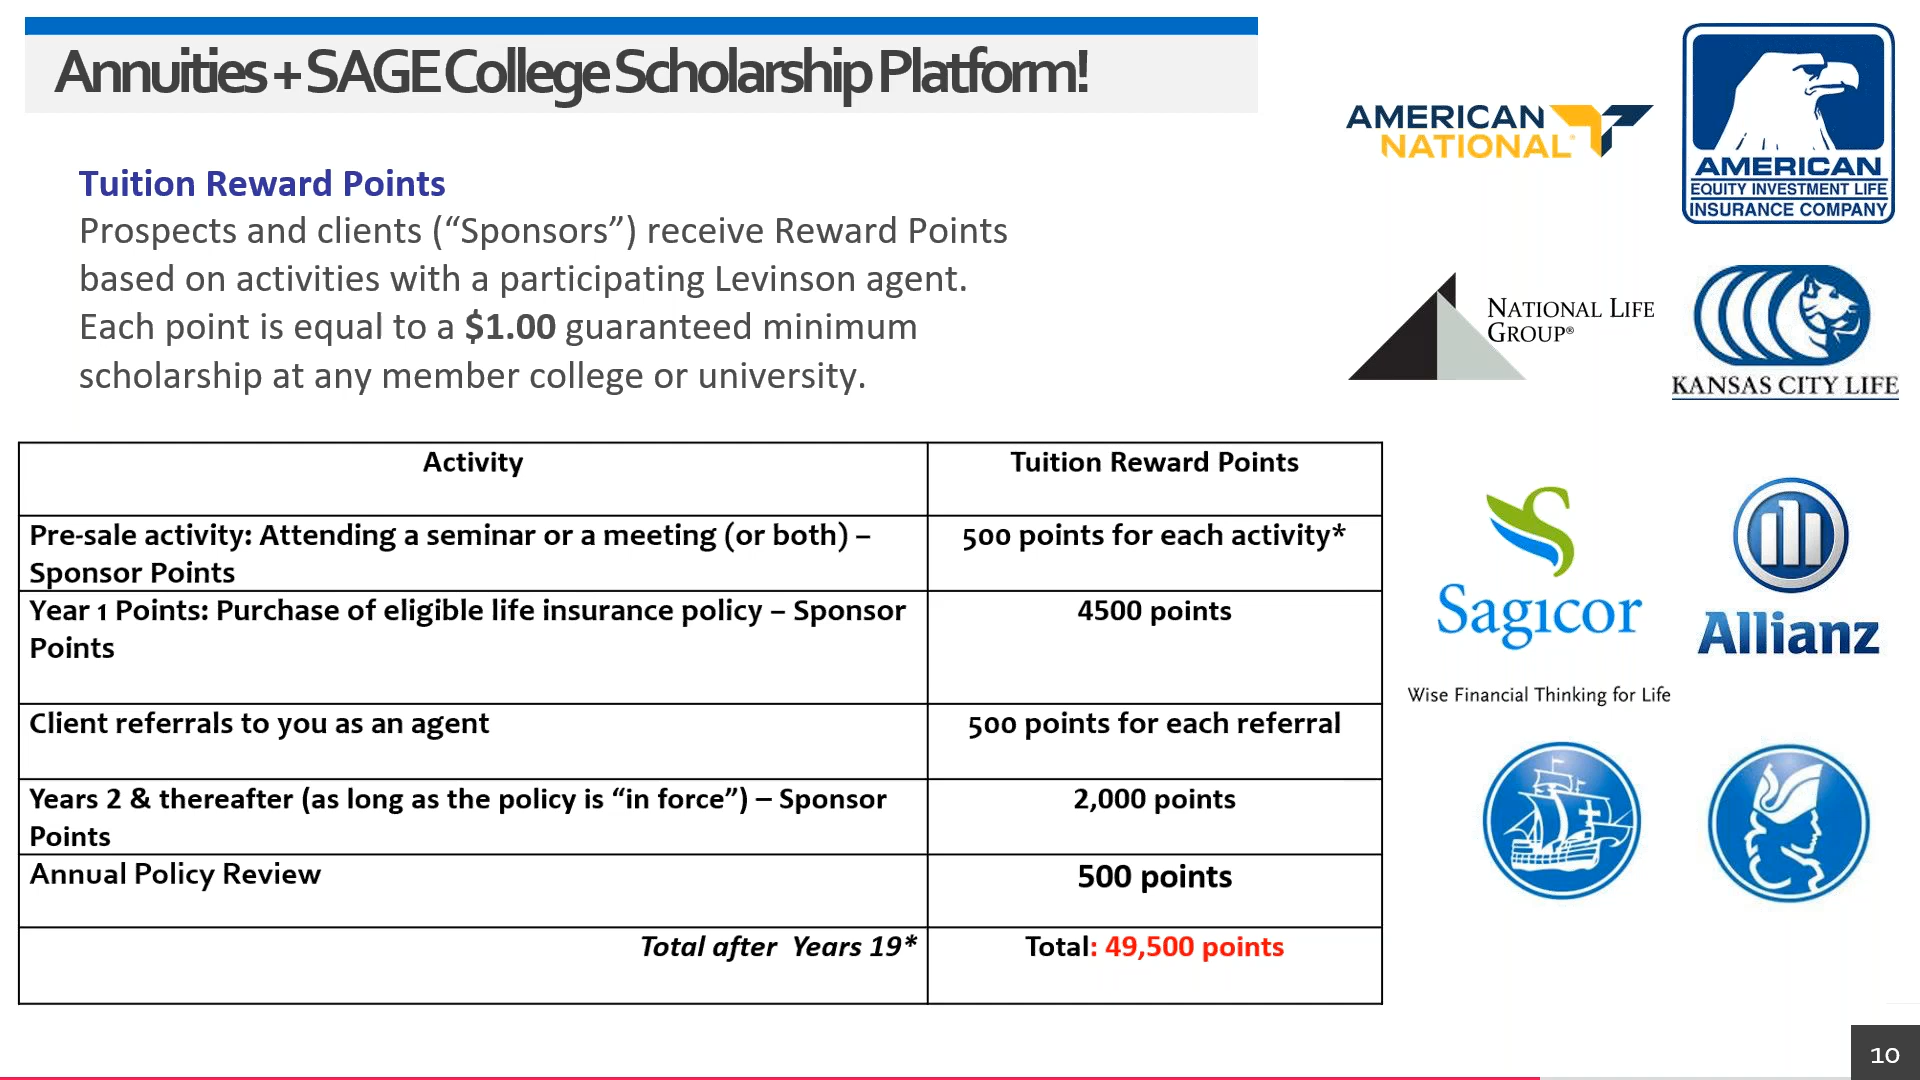 Annuities + SAGE College Scholarship Platform!
Tuition Reward Points
Prospects and clients (“Sponsors”) receive Reward Points
based on activities with a participating Levinson agent.
Each point is equal to a $1.00 guaranteed minimum
scholarship at any member college or university.
AMERICAN
NATIONAL®
AMERICAN
EQUITY INVESTMENT LIFE
INSURANCE COMPANY
NATIONAL LIFE
GROUP®
KANSAS CITY LIFE
Activity
Tuition Reward Points
Pre-sale activity: Attending a seminar or a meeting (or both) –
Sponsor Points
500 points for each activity*
Year 1 Points: Purchase of eligible life insurance policy – Sponsor
Points
4500 points
Client referrals to you as an agent
500 points for each referral
Years 2 & thereafter (as long as the policy is “in force”) – Sponsor
Points
2,000 points
Annual Policy Review
500 points
Total after Years 19*
Total: 49,500 points
Sagicor
Wise Financial Thinking for Life
Allianz
10